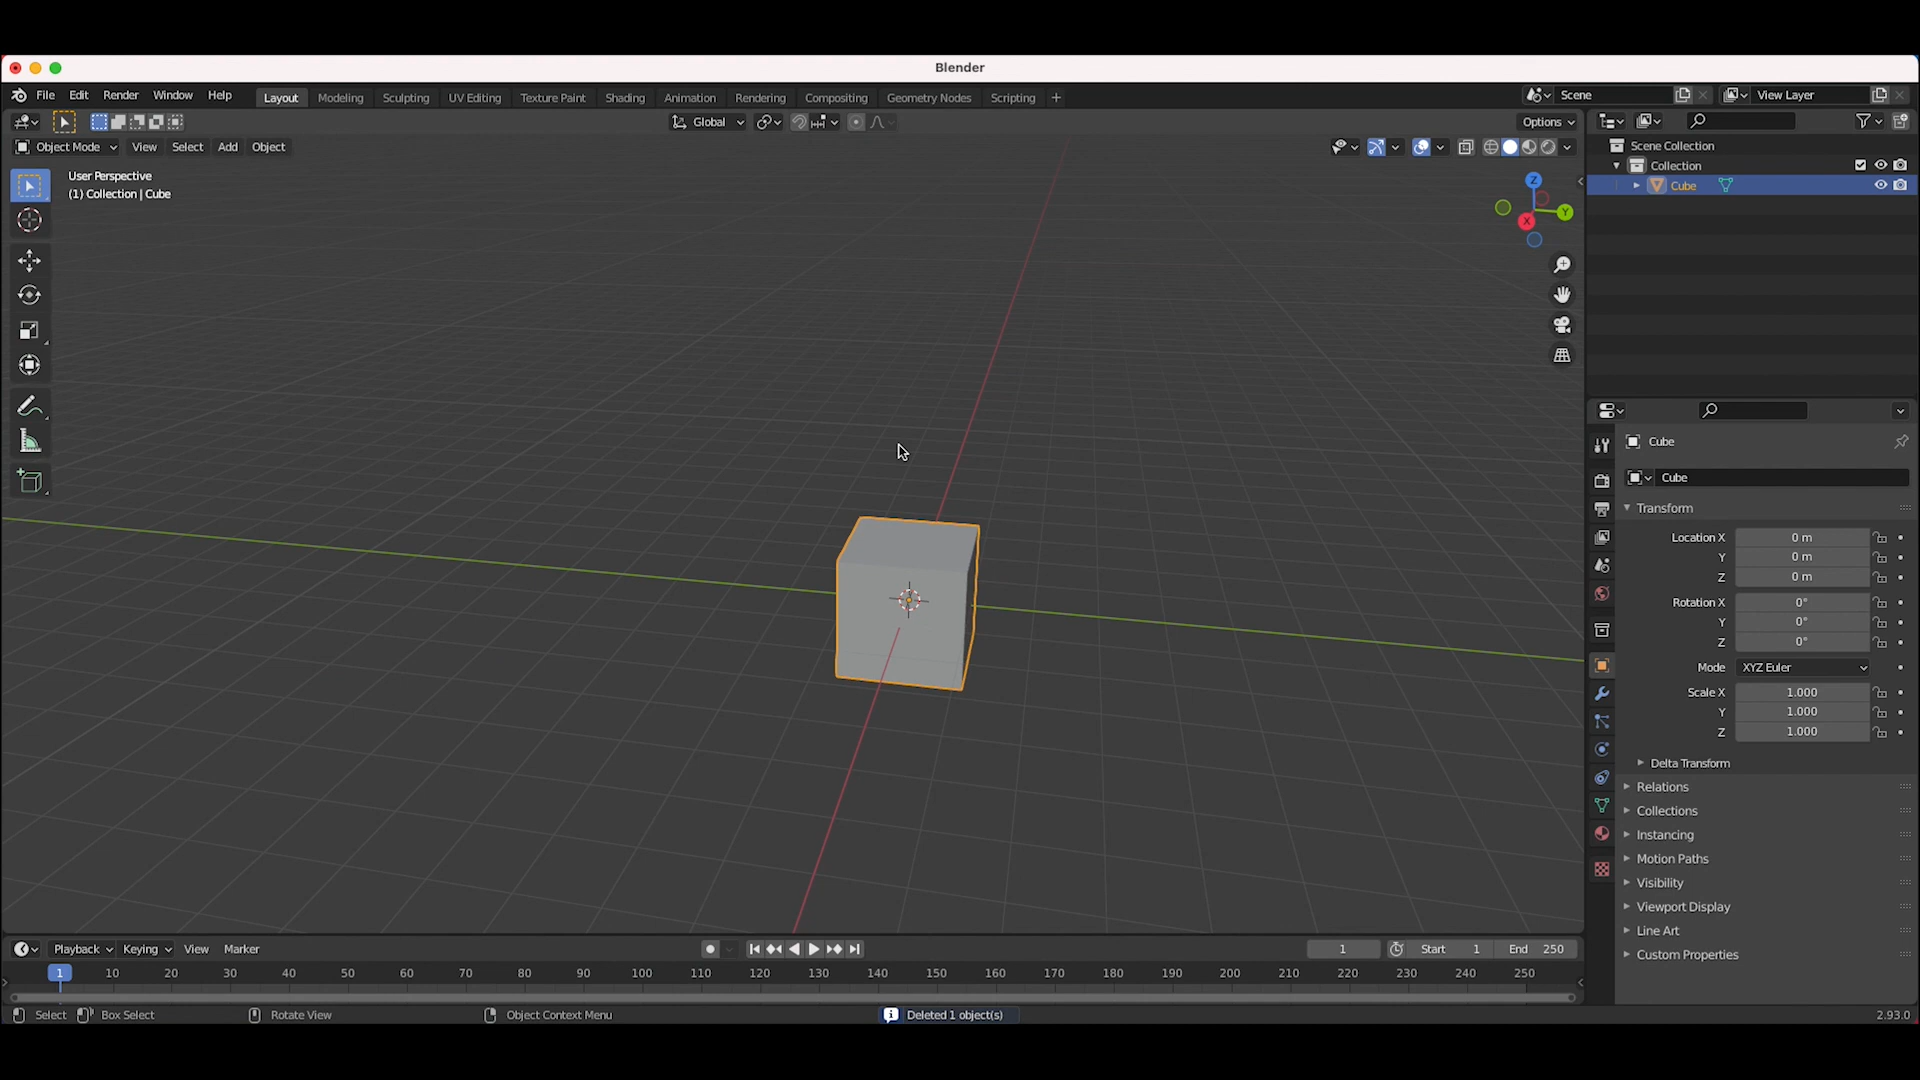 Blender
File Edit Render Window Help Layout Modeling Sculpting UV Editing Texture Paint Shading Animation Rendering Compositing Geometry Nodes Scripting + Scene View Layer
Global Options
Object Mode View Select Add Object
User Perspective
(1) Collection | Cube
Z
Y
X
Scene Collection
Collection
Cube
Cube
Cube
Transform
Location X 0 m
Y 0 m
Z 0 m
Rotation X 0°
Y 0°
Z 0°
Mode XYZ Euler
Scale X 1.000
Y 1.000
Z 1.000
Delta Transform
Relations
Collections
Instancing
Motion Paths
Visibility
Viewport Display
Line Art
Custom Properties
Playback Keying View Marker 1 Start 1 End 250
1 10 20 30 40 50 60 70 80 90 100 110 120 130 140 150 160 170 180 190 200 210 220 230 240 250
Select Box Select Rotate View Object Context Menu Deleted 1 object(s) 2.93.0